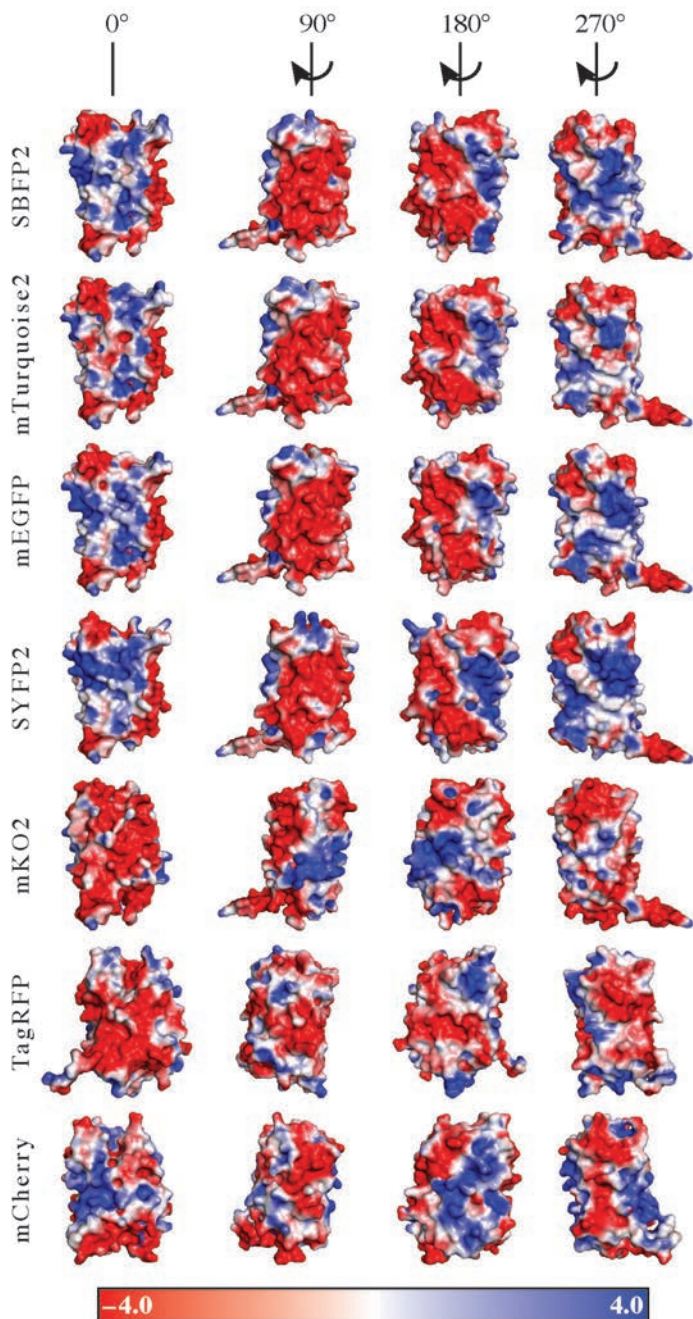 0° 90° 180° 270°
SBFP2
mTurquoise2
mEGFP
SYFP2
mKO2
TagRFP
mCherry
−4.0 4.0